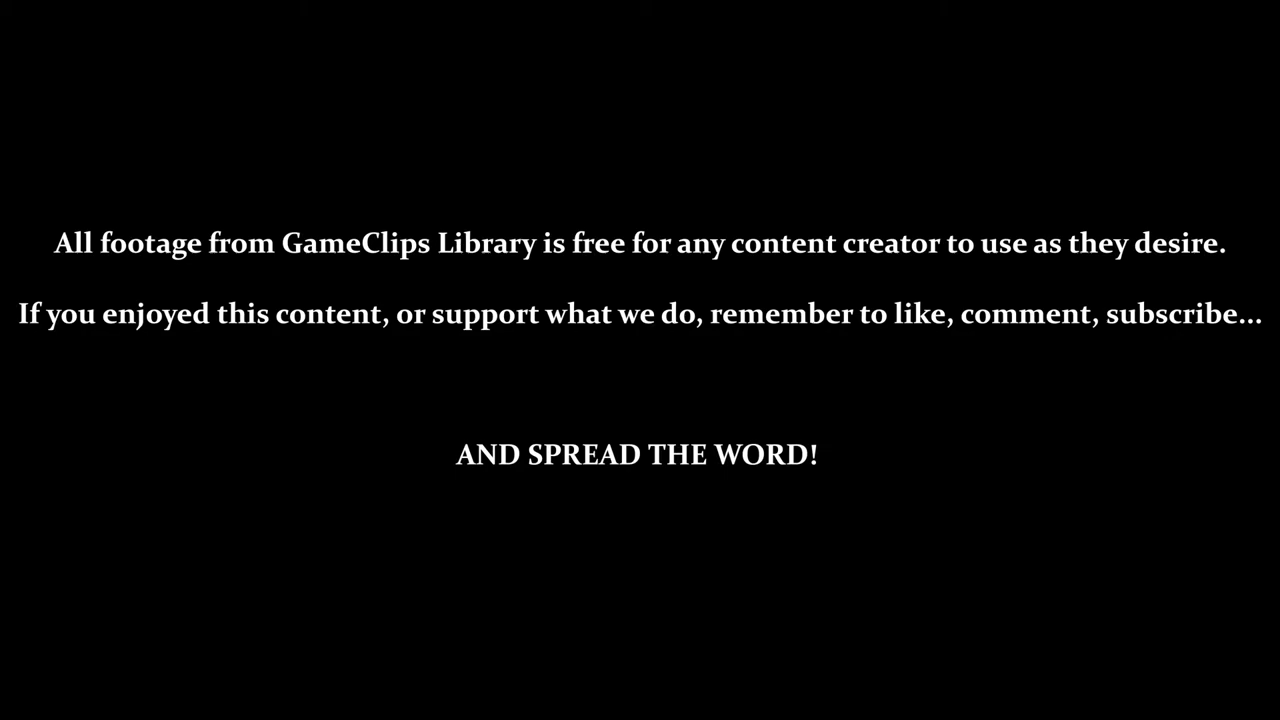 All footage from GameClips Library is free for any content creator to use as they desire.
If you enjoyed this content, or support what we do, remember to like, comment, subscribe...
AND SPREAD THE WORD!